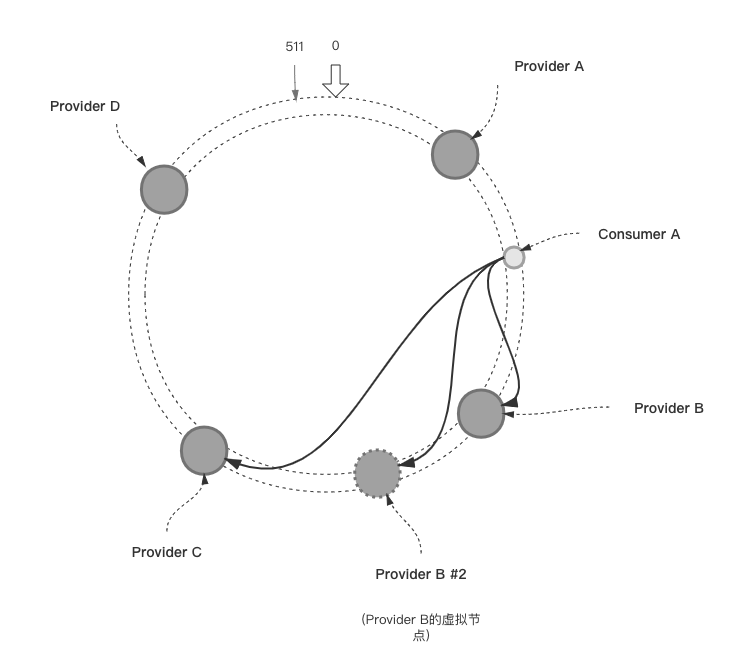 511
0
Provider A
Provider D
Consumer A
Provider B
Provider C
Provider B #2
(Provider B的虚拟节
点)